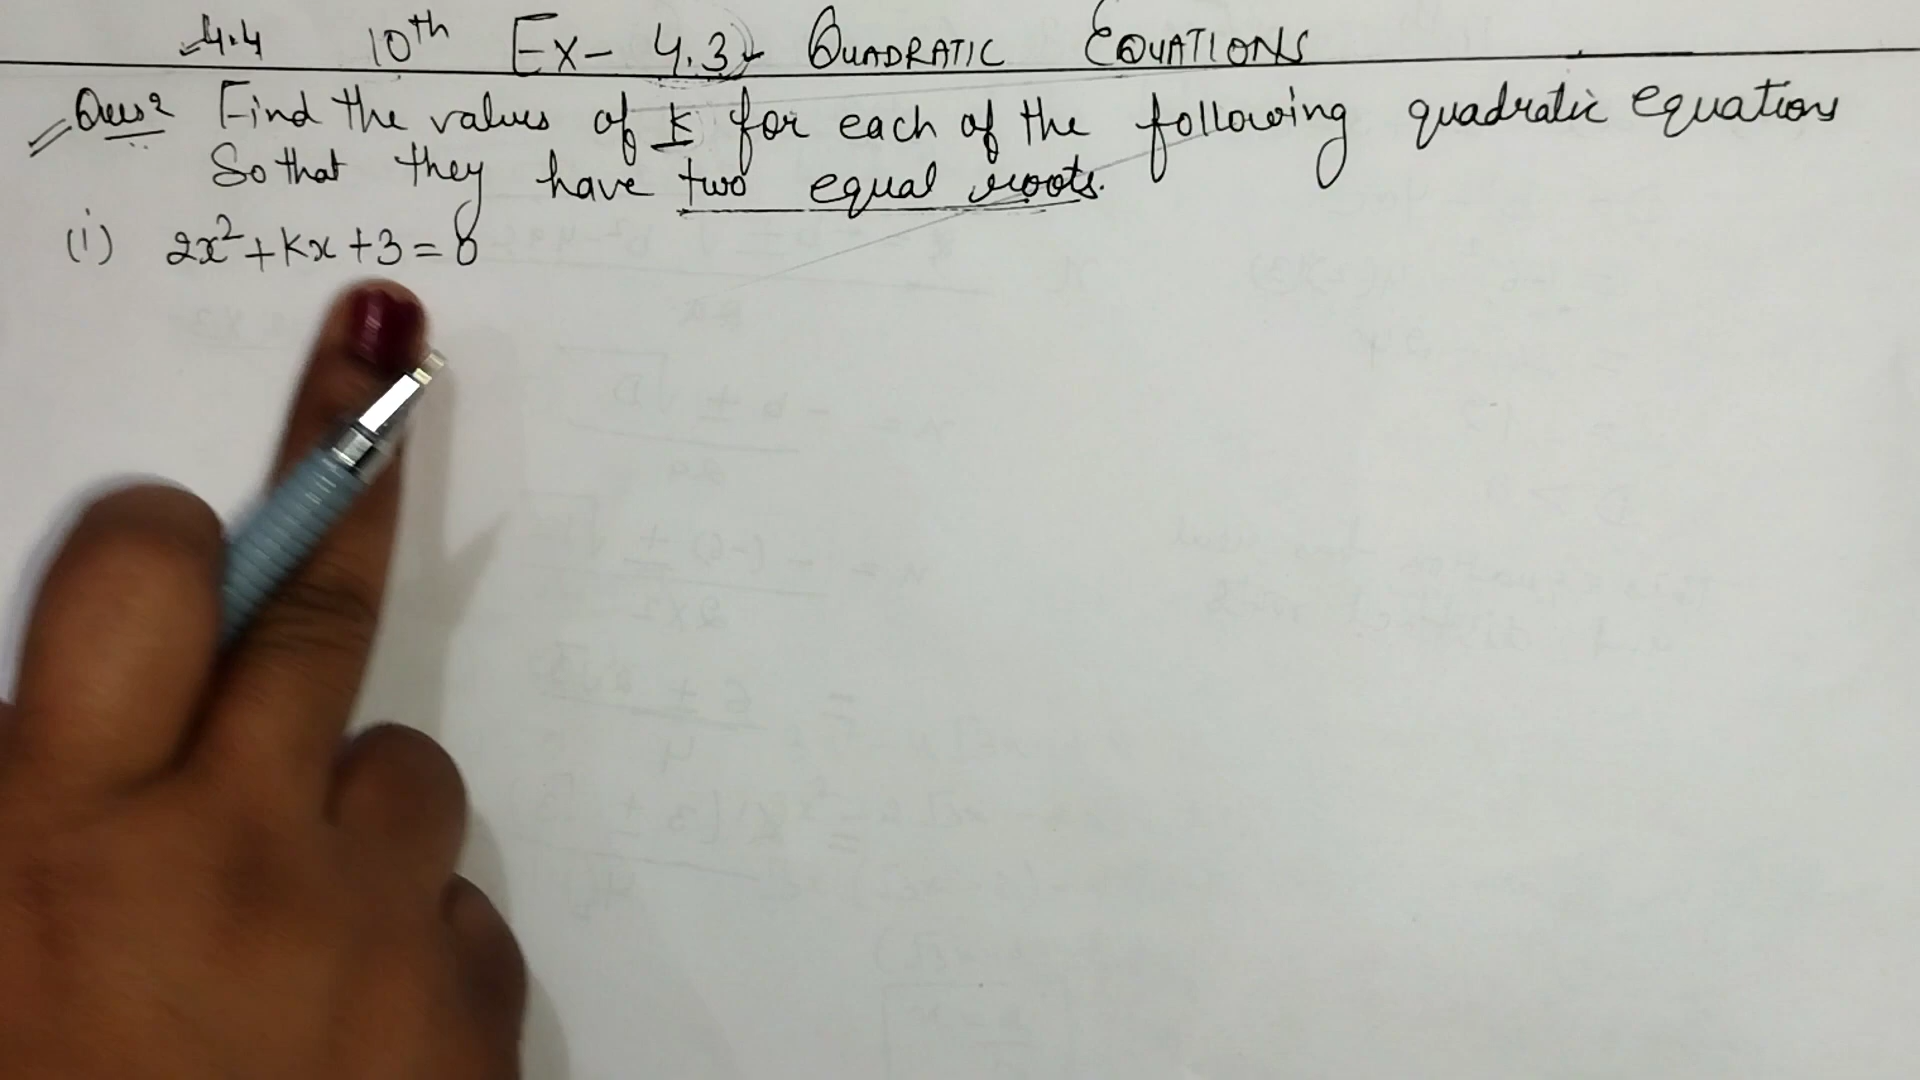 4.4 10th Ex- 4.3 QUADRATIC EQUATIONS
Ques2 Find the values of k for each of the following quadratic equations
So that they have two equal roots.
(i) 2x²+kx+3=0